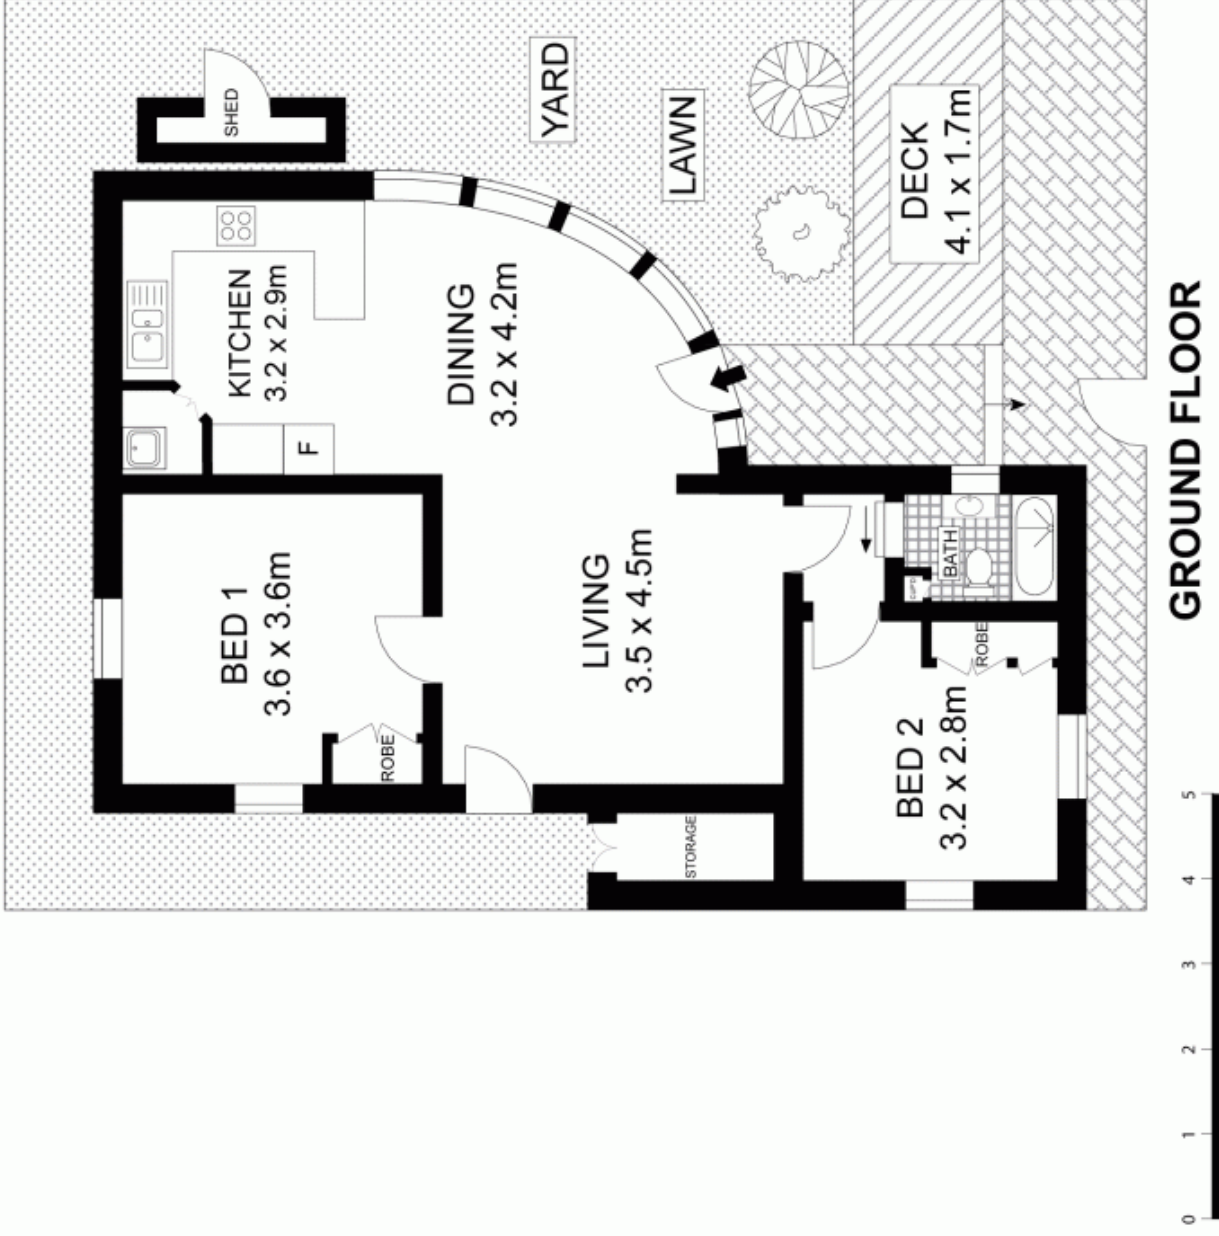 SHED
YARD
LAWN
DECK
4.1 x 1.7m
KITCHEN
3.2 x 2.9m
DINING
3.2 x 4.2m
F
BED 1
3.6 x 3.6m
ROBE
LIVING
3.5 x 4.5m
BATH
CUP'D
ROBE
BED 2
3.2 x 2.8m
STORAGE
GROUND FLOOR
0 1 2 3 4 5